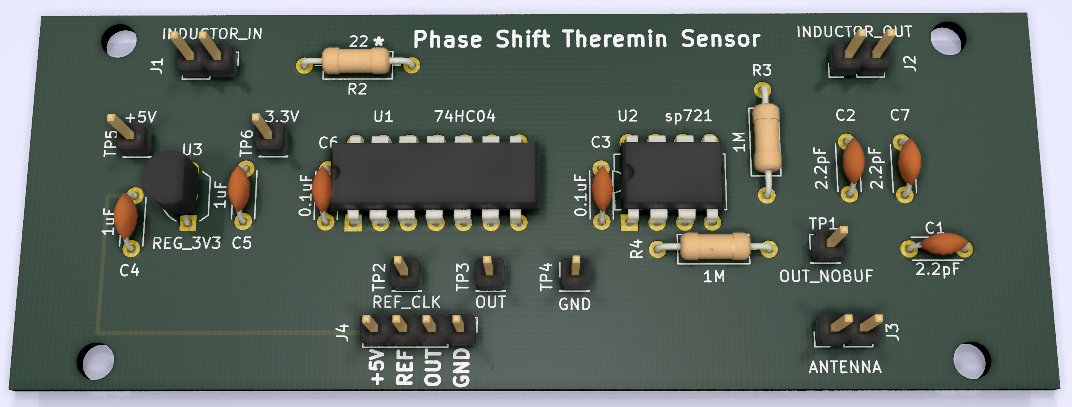 INDUCTOR_IN
J1
22*
R2
Phase Shift Theremin Sensor
INDUCTOR_OUT
J2
R3
1M
TP5
+5V
U3
TP6
3.3V
U1
74HC04
U2
sp721
C2
C7
2.2pF
2.2pF
C6
0.1uF
C3
0.1uF
1uF
C4
REG_3V3
1uF
C5
R4
1M
TP1
OUT_NOBUF
C1
2.2pF
TP2
REF_CLK
TP3
OUT
TP4
GND
J4
+5V
REF
OUT
GND
J3
ANTENNA